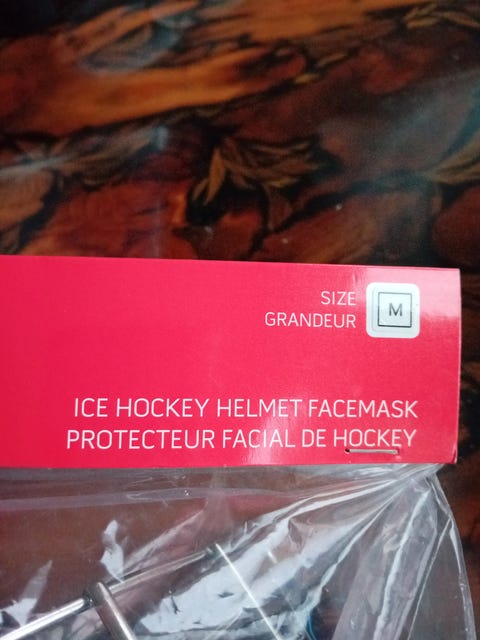 SIZE
GRANDEUR
M
ICE HOCKEY HELMET FACEMASK
PROTECTEUR FACIAL DE HOCKEY